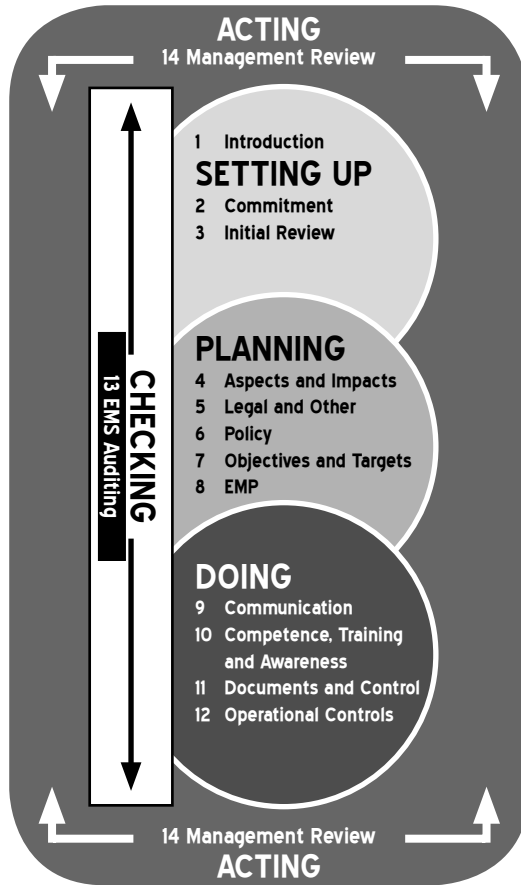 ACTING
14 Management Review
1 Introduction
SETTING UP
2 Commitment
3 Initial Review
PLANNING
4 Aspects and Impacts
5 Legal and Other
6 Policy
7 Objectives and Targets
8 EMP
CHECKING
13 EMS Auditing
DOING
9 Communication
10 Competence, Training
and Awareness
11 Documents and Control
12 Operational Controls
14 Management Review
ACTING